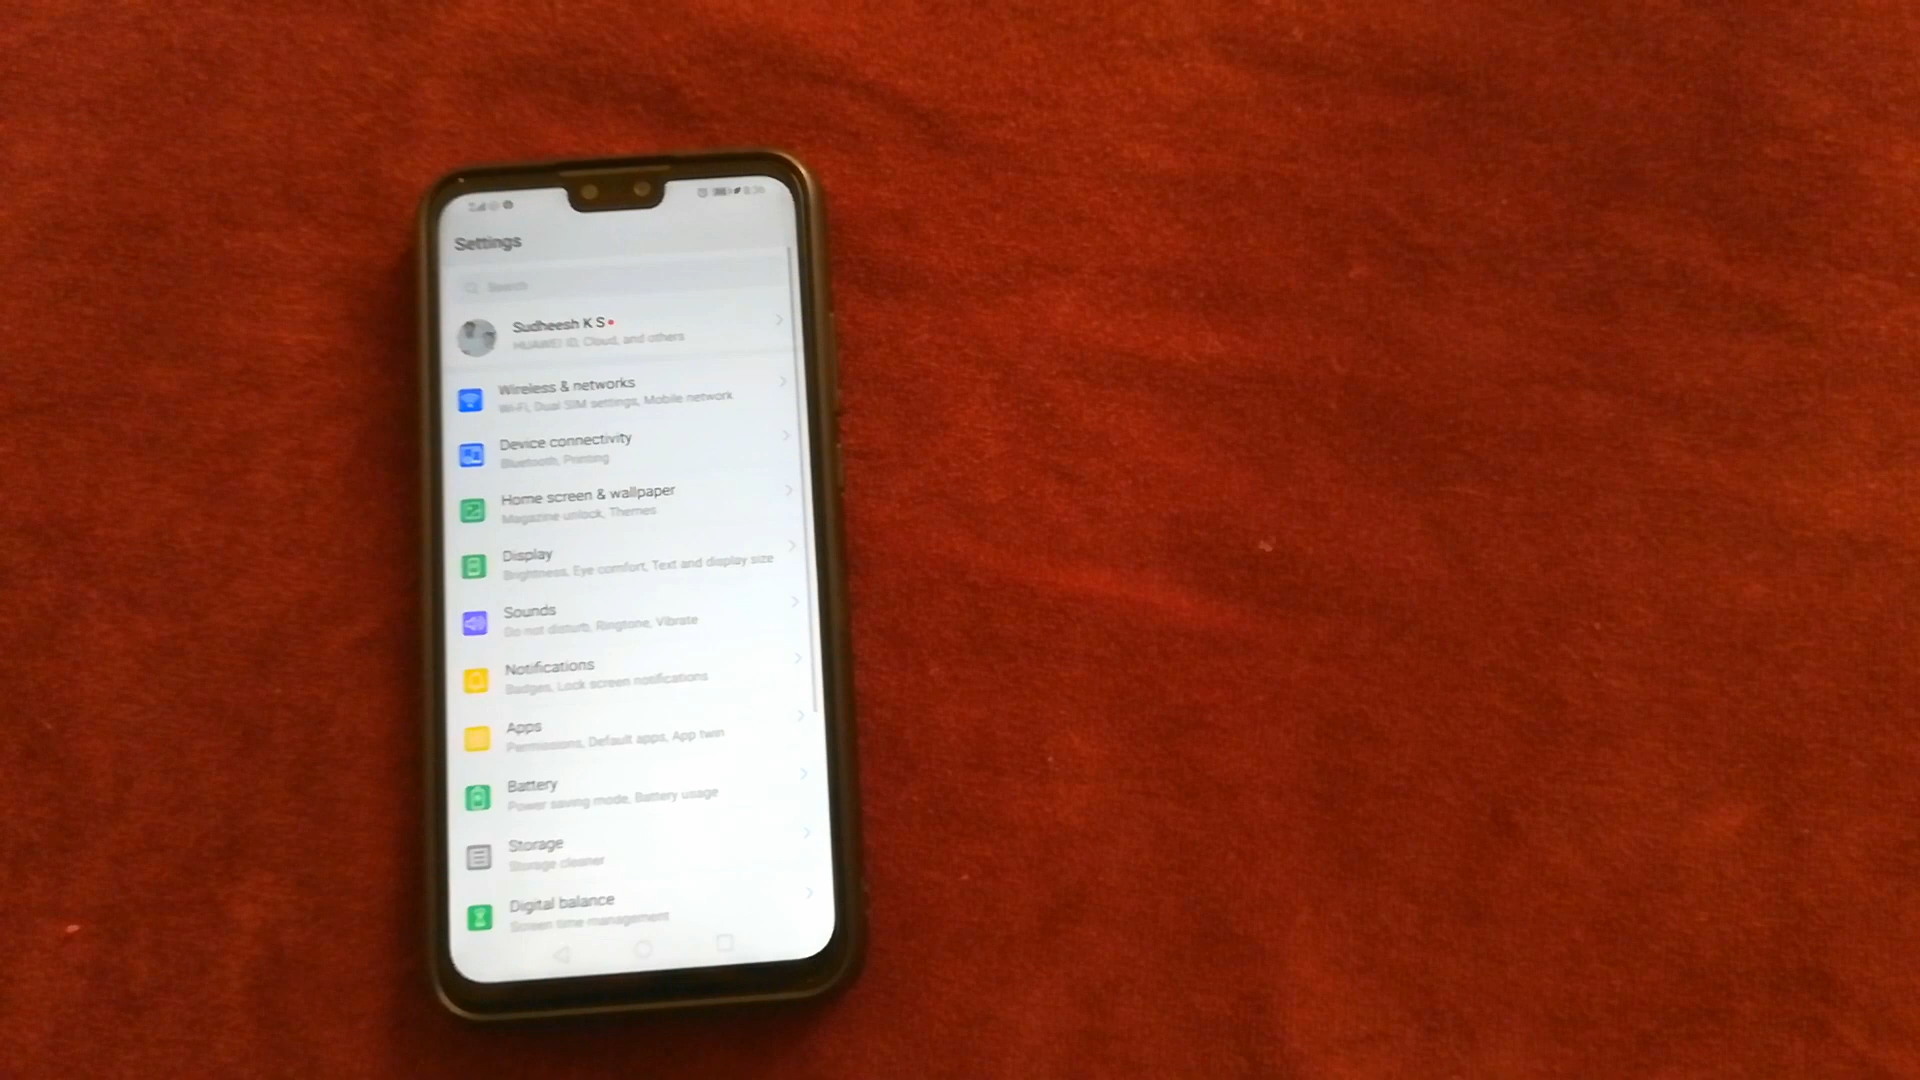 8:36
Settings
Search
Sudheesh K S
HUAWEI ID, Cloud, and others
Wireless & networks
Wi-Fi, Dual SIM settings, Mobile network
Device connectivity
Bluetooth, Printing
Home screen & wallpaper
Magazine unlock, Themes
Display
Brightness, Eye comfort, Text and display size
Sounds
Do not disturb, Ringtone, Vibrate
Notifications
Badges, Lock screen notifications
Apps
Permissions, Default apps, App twin
Battery
Power saving mode, Battery usage
Storage
Storage cleaner
Digital balance
Screen time management